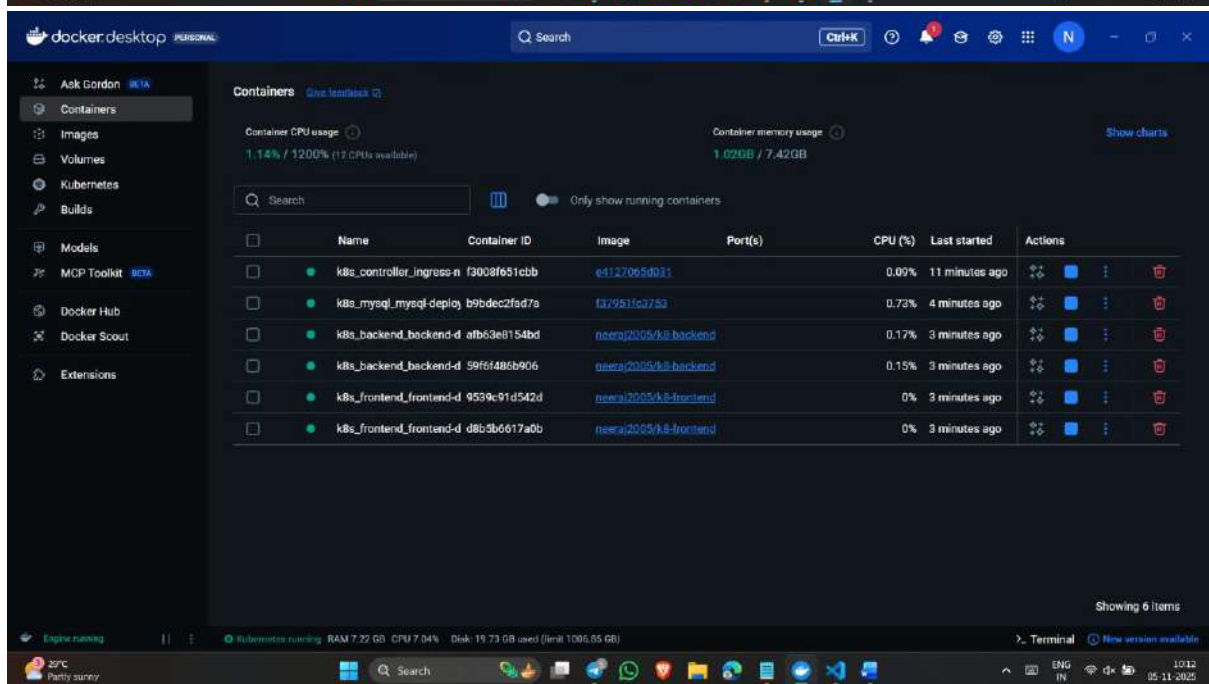 docker.desktop PERSONAL
Search
Ctrl+K
N
Ask Gordon BETA
Containers
Images
Volumes
Kubernetes
Builds
Models
MCP Toolkit BETA
Docker Hub
Docker Scout
Extensions
Containers Give feedback
Container CPU usage
1.14% / 1200% (12 CPUs available)
Container memory usage
1.02GB / 7.42GB
Show charts
Search
Only show running containers
Name Container ID Image Port(s) CPU (%) Last started Actions
k8s_controller_ingress-n f3008f651cbb e4127065d031 0.09% 11 minutes ago
k8s_mysql_mysql-deploy b9bdec2fad7a f37951fc3753 0.73% 4 minutes ago
k8s_backend_backend-d afb63e8154bd neeraj2005/k8-backend 0.17% 3 minutes ago
k8s_backend_backend-d 59f6f486b906 neeraj2005/k8-backend 0.15% 3 minutes ago
k8s_frontend_frontend-d 9539c91d542d neeraj2005/k8-frontend 0% 3 minutes ago
k8s_frontend_frontend-d d8b5b6617a0b neeraj2005/k8-frontend 0% 3 minutes ago
Showing 6 items
Engine running
Kubernetes running RAM 7.22 GB CPU 7.04% Disk: 19.73 GB used (limit 1006.85 GB)
>_ Terminal
New version available
29°C
Partly sunny
Search
ENG
IN
10:12
05-11-2025